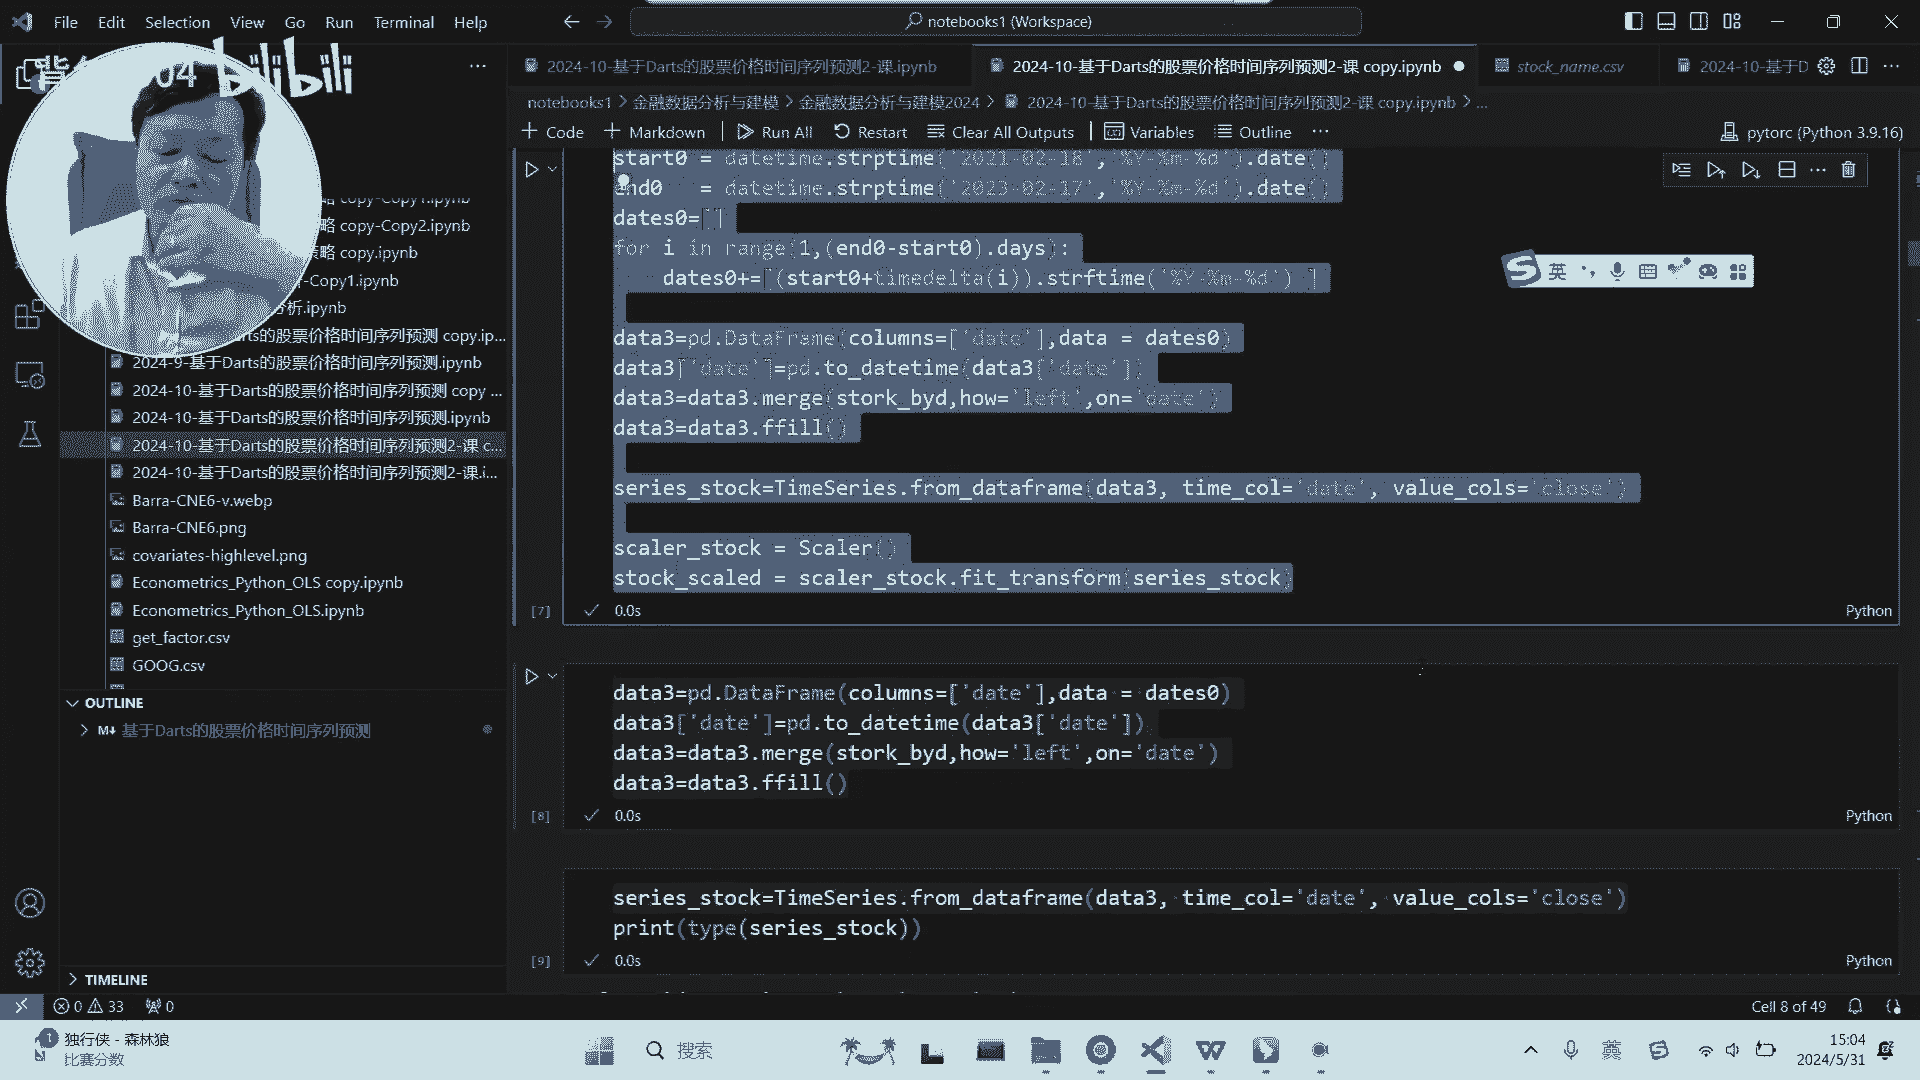 File Edit Selection View Go Run Terminal Help
notebooks1 (Workspace)
bilibili
2024-10-基于Darts的股票价格时间序列预测2-课.ipynb
2024-10-基于Darts的股票价格时间序列预测2-课 copy.ipynb
stock_name.csv
2024-10-基于D
notebooks1 > 金融数据分析与建模 > 金融数据分析与建模2024 > 2024-10-基于Darts的股票价格时间序列预测2-课 copy.ipynb > ...
+ Code + Markdown Run All Restart Clear All Outputs Variables Outline ...
pytorc (Python 3.9.16)
略 copy-Copy1.ipynb
略 copy-Copy2.ipynb
略 copy.ipynb
-Copy1.ipynb
分析.ipynb
基于Darts的股票价格时间序列预测 copy.ip...
2024-9-基于Darts的股票价格时间序列预测.ipynb
2024-10-基于Darts的股票价格时间序列预测 copy ...
2024-10-基于Darts的股票价格时间序列预测.ipynb
2024-10-基于Darts的股票价格时间序列预测2-课 c...
2024-10-基于Darts的股票价格时间序列预测2-课.i...
Barra-CNE6-v.webp
Barra-CNE6.png
covariates-highlevel.png
Econometrics_Python_OLS copy.ipynb
Econometrics_Python_OLS.ipynb
get_factor.csv
GOOG.csv
OUTLINE
M↓ 基于Darts的股票价格时间序列预测
TIMELINE
start0 = datetime.strptime('2021-02-18','%Y-%m-%d').date()
end0 = datetime.strptime('2023-02-17','%Y-%m-%d').date()
dates0=[]
for i in range(1,(end0-start0).days):
dates0+=[(start0+timedelta(i)).strftime('%Y-%m-%d') ]
data3=pd.DataFrame(columns=['date'],data = dates0)
data3['date']=pd.to_datetime(data3['date'])
data3=data3.merge(stork_byd,how='left',on='date')
data3=data3.ffill()
series_stock=TimeSeries.from_dataframe(data3, time_col='date', value_cols='close')
scaler_stock = Scaler()
stock_scaled = scaler_stock.fit_transform(series_stock)
[7] 0.0s Python
data3=pd.DataFrame(columns=['date'],data = dates0)
data3['date']=pd.to_datetime(data3['date'])
data3=data3.merge(stork_byd,how='left',on='date')
data3=data3.ffill()
[8] 0.0s Python
series_stock=TimeSeries.from_dataframe(data3, time_col='date', value_cols='close')
print(type(series_stock))
[9] 0.0s Python
英
0 33 0
Cell 8 of 49
1
独行侠 - 森林狼
比赛分数
搜索
英
15:04
2024/5/31